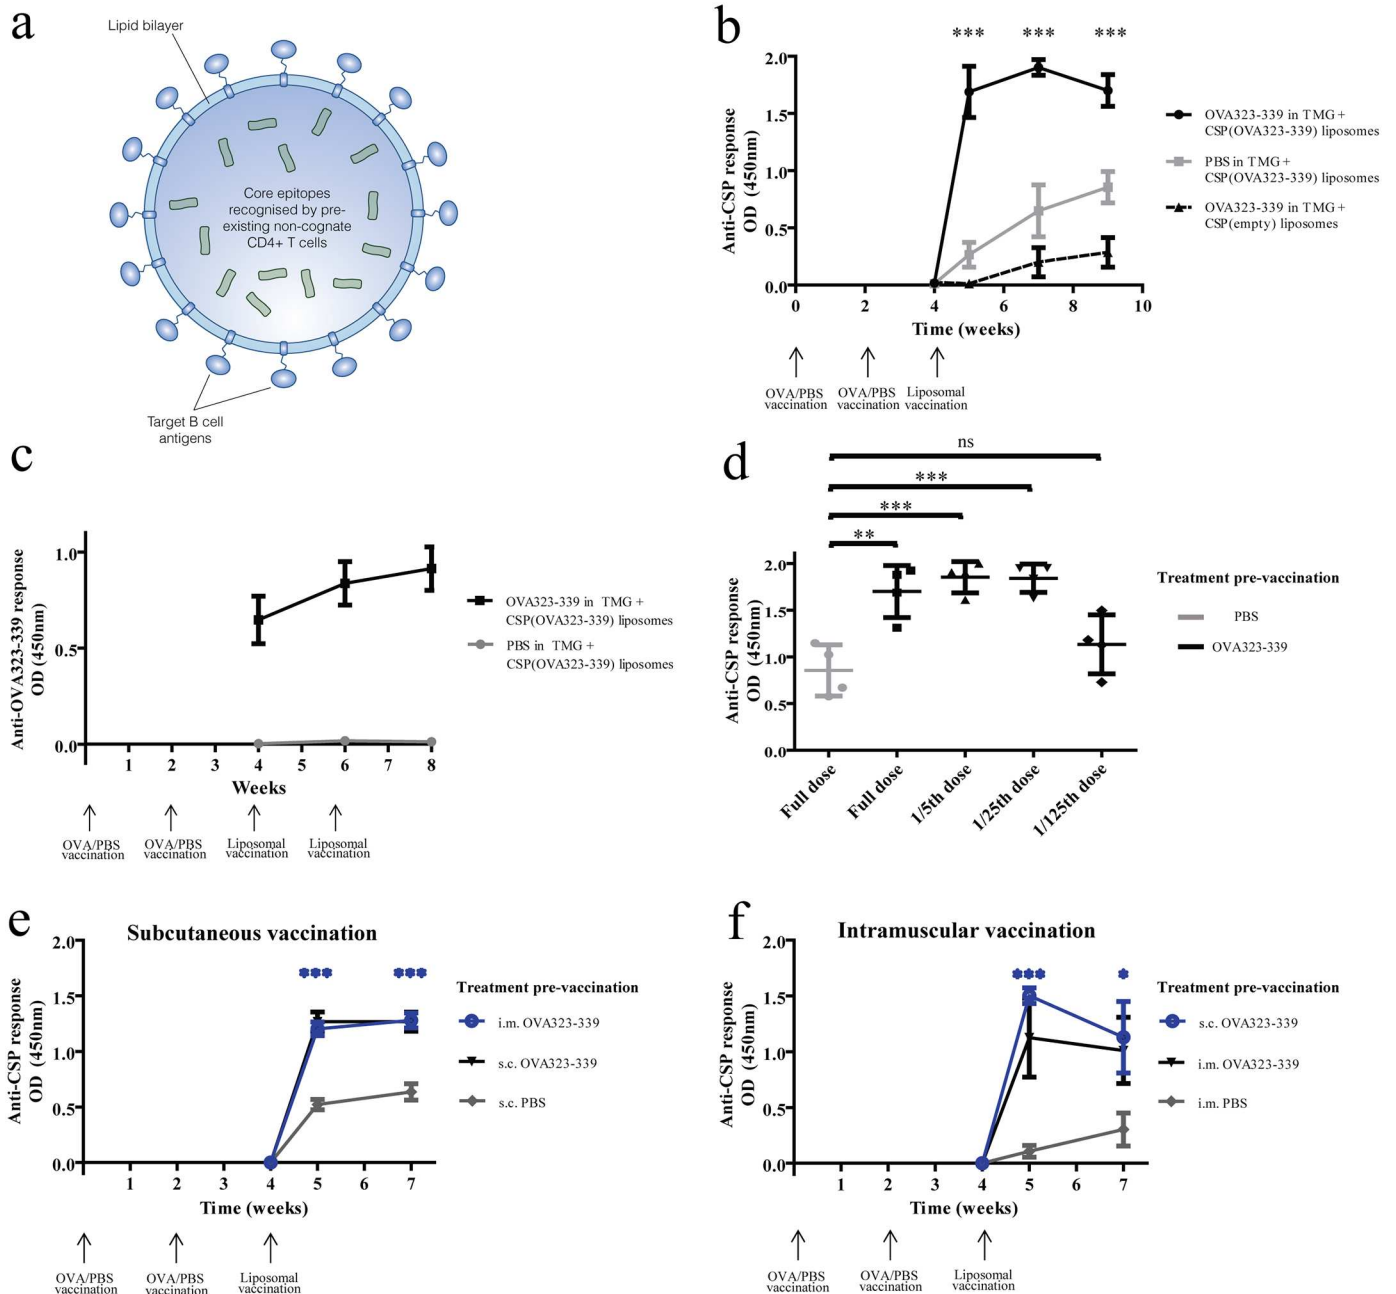 a
Lipid bilayer
Core epitopes
recognised by pre-
existing non-cognate
CD4+ T cells
Target B cell
antigens
b
***
***
***
Anti-CSP response
OD (450nm)
2.0
1.5
1.0
0.5
0.0
0
2
4
6
8
10
Time (weeks)
OVA/PBS
vaccination
OVA/PBS
vaccination
Liposomal
vaccination
OVA323-339 in TMG +
CSP(OVA323-339) liposomes
PBS in TMG +
CSP(OVA323-339) liposomes
OVA323-339 in TMG +
CSP(empty) liposomes
c
Anti-OVA323-339 response
OD (450nm)
1.0
0.5
0.0
1
2
3
4
5
6
7
8
Weeks
OVA/PBS
vaccination
OVA/PBS
vaccination
Liposomal
vaccination
Liposomal
vaccination
OVA323-339 in TMG +
CSP(OVA323-339) liposomes
PBS in TMG +
CSP(OVA323-339) liposomes
d
ns
***
***
**
Anti-CSP response
OD (450nm)
2.0
1.5
1.0
0.5
0.0
Full dose
Full dose
1/5th dose
1/25th dose
1/125th dose
Treatment pre-vaccination
PBS
OVA323-339
e
Subcutaneous vaccination
***
***
Anti-CSP response
OD (450nm)
2.0
1.5
1.0
0.5
0.0
1
2
3
4
5
6
7
Time (weeks)
OVA/PBS
vaccination
OVA/PBS
vaccination
Liposomal
vaccination
Treatment pre-vaccination
i.m. OVA323-339
s.c. OVA323-339
s.c. PBS
f
Intramuscular vaccination
***
*
Anti-CSP response
OD (450nm)
2.0
1.5
1.0
0.5
0.0
1
2
3
4
5
6
7
Time (weeks)
OVA/PBS
vaccination
OVA/PBS
vaccination
Liposomal
vaccination
Treatment pre-vaccination
s.c. OVA323-339
i.m. OVA323-339
i.m. PBS